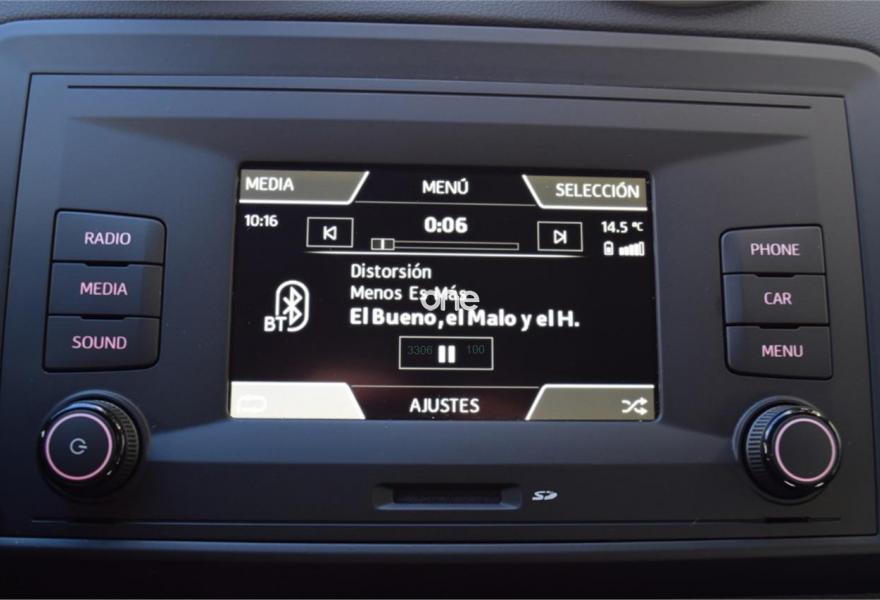 MEDIA MENÚ SELECCIÓN
10:16 0:06 14.5 °C
RADIO
MEDIA
SOUND
Distorsión
Menos Es Más
one
BT El Bueno, el Malo y el H.
3306 100
AJUSTES
PHONE
CAR
MENU
SD